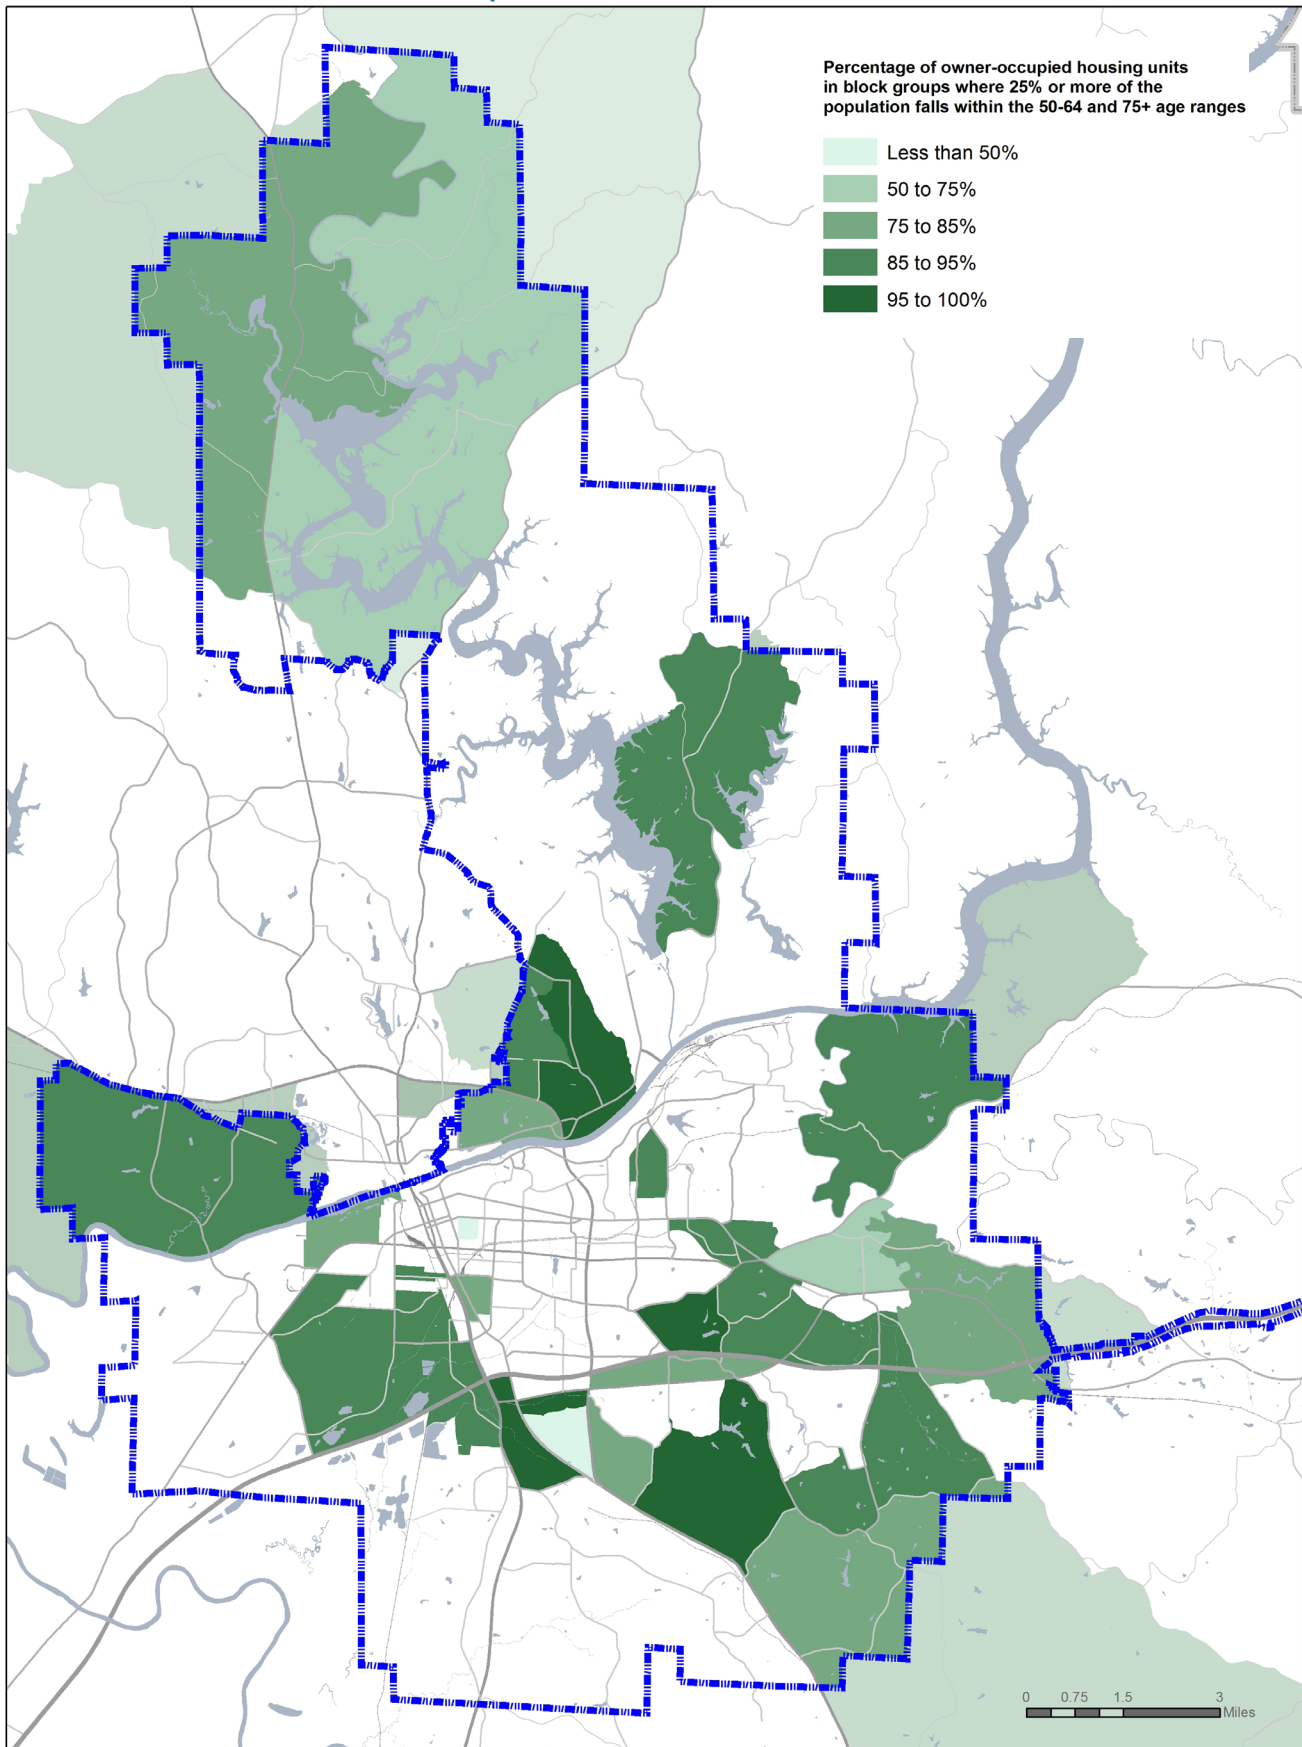 Percentage of owner-occupied housing units
in block groups where 25% or more of the
population falls within the 50-64 and 75+ age ranges
Less than 50%
50 to 75%
75 to 85%
85 to 95%
95 to 100%
0 0.75 1.5 3
Miles